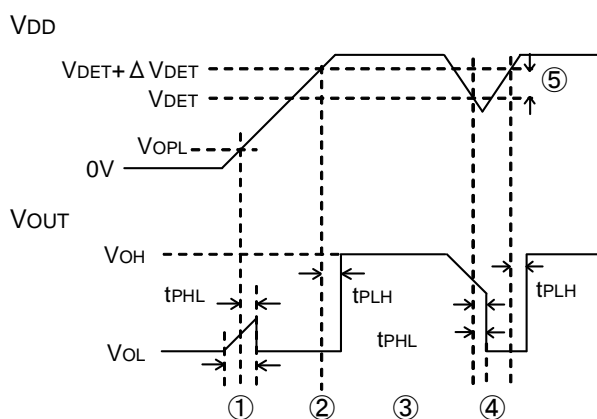 VDD
VDET+ΔVDET
VDET
⑤
VOPL
0V
VOUT
VOH
tPHL
tPLH
tPLH
tPHL
VOL
① ② ③ ④